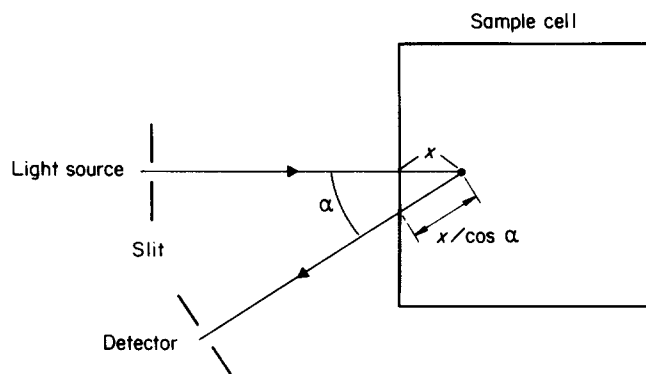 Sample cell
Light source
x
α
x/cos α
Slit
Detector